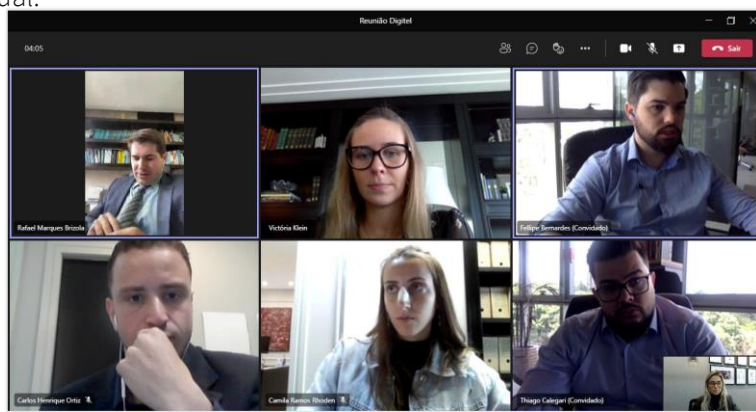 dual.
Reunião Digitel
04:05
Sair
Rafael Marques Brizola
Victória Klein
Fellipe Bernardes (Convidado)
Carlos Henrique Ortiz
Camila Ramos Rhoden
Thiago Calegari (Convidado)